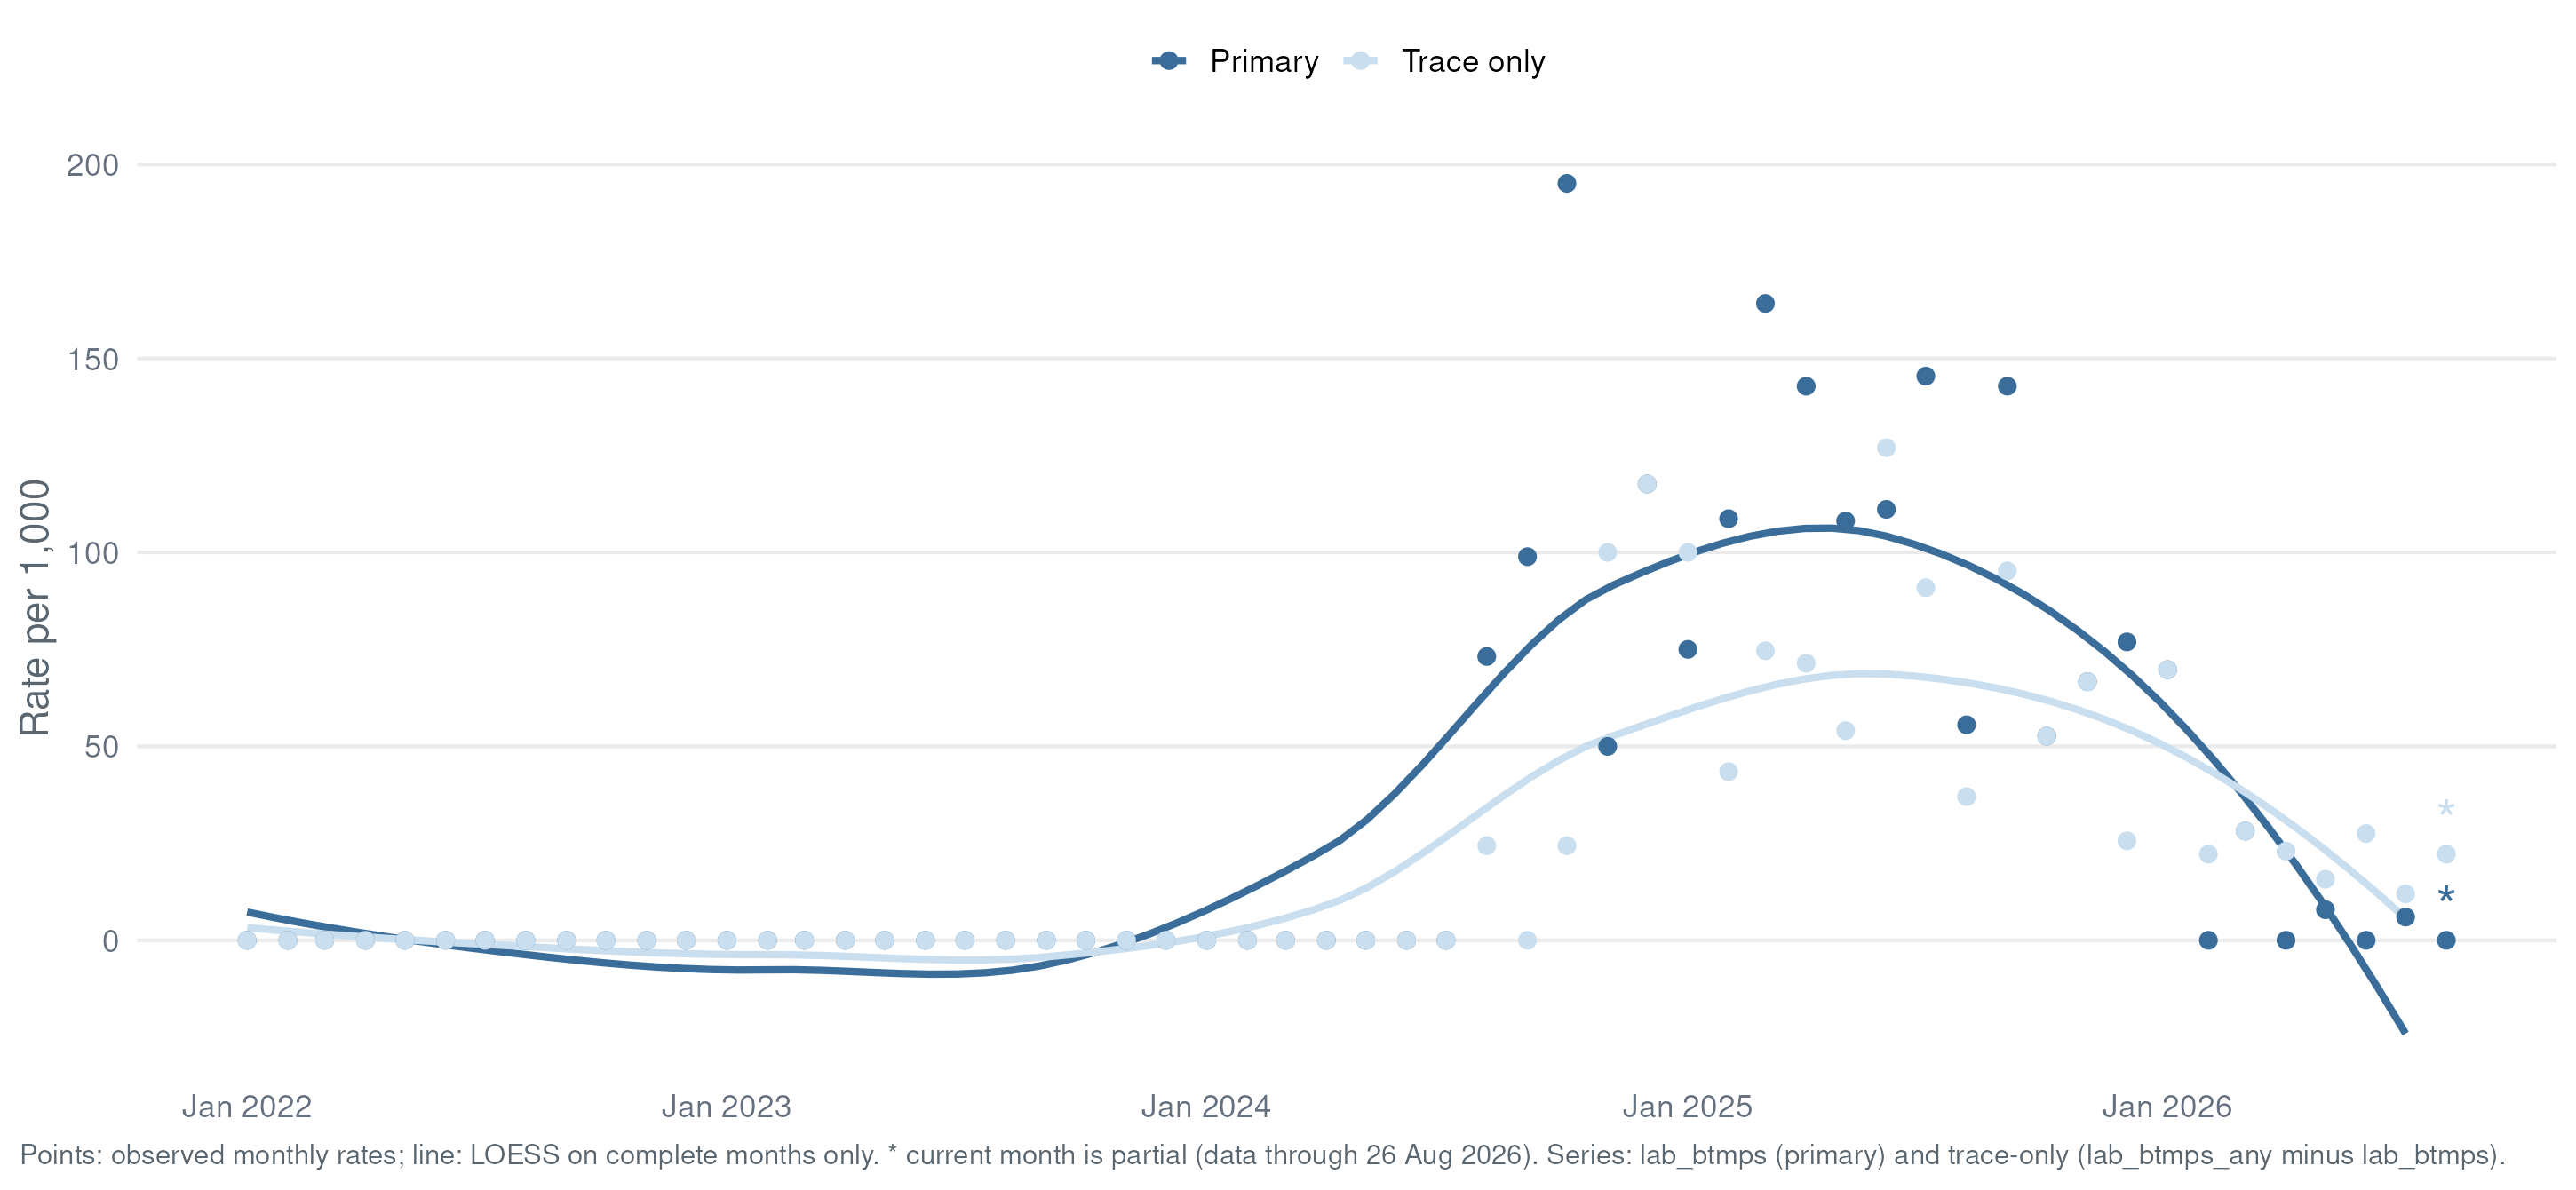 Primary Trace only
200
150
100
50
0
Rate per 1,000
*
*
Jan 2022 Jan 2023 Jan 2024 Jan 2025 Jan 2026
Points: observed monthly rates; line: LOESS on complete months only. * current month is partial (data through 26 Aug 2026). Series: lab_btmps (primary) and trace-only (lab_btmps_any minus lab_btmps).